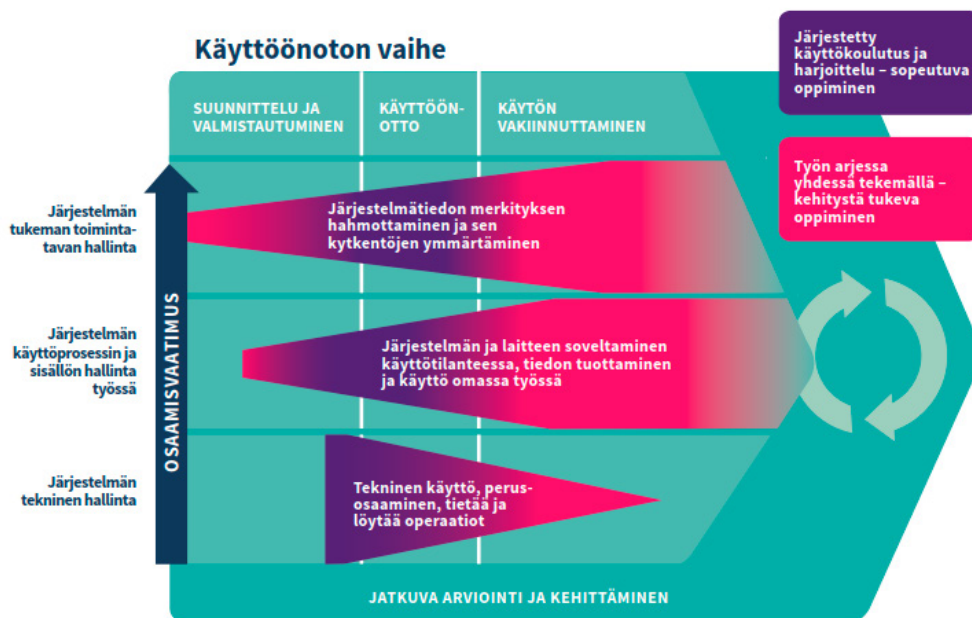 Käyttöönoton vaihe
SUUNNITTELU JA
VALMISTAUTUMINEN
KÄYTTÖÖN-
OTTO
KÄYTÖN
VAKIINNUTTAMINEN
Järjestetty
käyttökoulutus ja
harjoittelu – sopeutuva
oppiminen
Työn arjessa
yhdessä tekemällä –
kehitystä tukeva
oppiminen
OSAAMISVAATIMUS
Järjestelmän
tukeman toiminta-
tavan hallinta
Järjestelmätiedon merkityksen
hahmottaminen ja sen
kytkentöjen ymmärtäminen
Järjestelmän
käyttöprosessin ja
sisällön hallinta
työssä
Järjestelmän ja laitteen soveltaminen
käyttötilanteessa, tiedon tuottaminen
ja käyttö omassa työssä
Järjestelmän
tekninen hallinta
Tekninen käyttö, perus-
osaaminen, tietää ja
löytää operaatiot
JATKUVA ARVIOINTI JA KEHITTÄMINEN